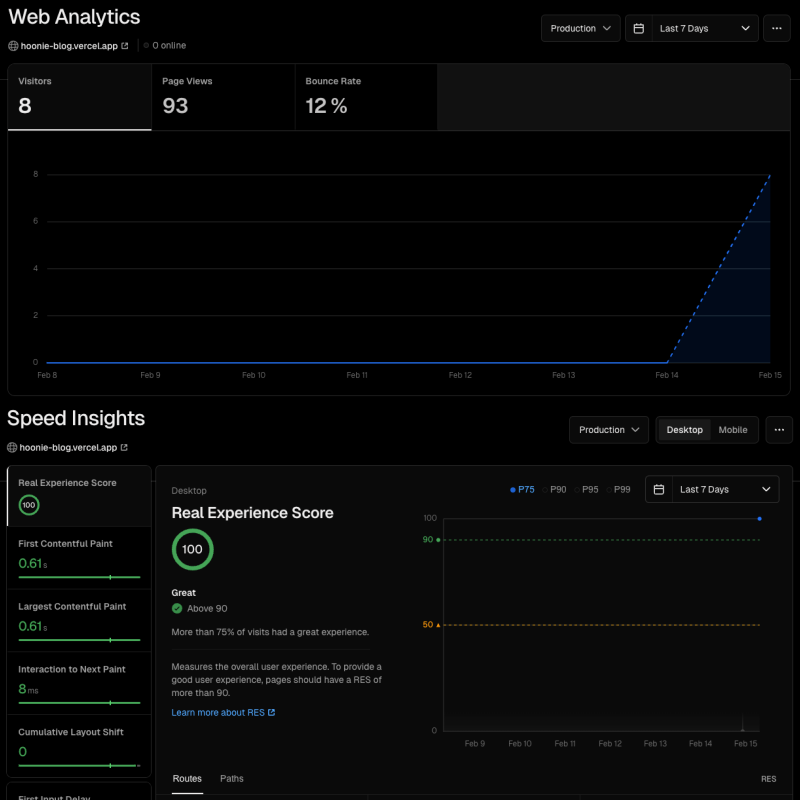 Web Analytics
hoonie-blog.vercel.app 0 online
Production Last 7 Days
Visitors Page Views Bounce Rate
8 93 12 %
8
6
4
2
0
Feb 8 Feb 9 Feb 10 Feb 11 Feb 12 Feb 13 Feb 14 Feb 15
Speed Insights
hoonie-blog.vercel.app
Production Desktop Mobile
Real Experience Score
100
First Contentful Paint
0.61s
Largest Contentful Paint
0.61s
Interaction to Next Paint
8ms
Cumulative Layout Shift
0
First Input Delay
Desktop
Real Experience Score
100
Great
Above 90
More than 75% of visits had a great experience.
Measures the overall user experience. To provide a
good user experience, pages should have a RES of
more than 90.
Learn more about RES
P75 P90 P95 P99 Last 7 Days
100
90
50
0
Feb 9 Feb 10 Feb 11 Feb 12 Feb 13 Feb 14 Feb 15
Routes Paths RES